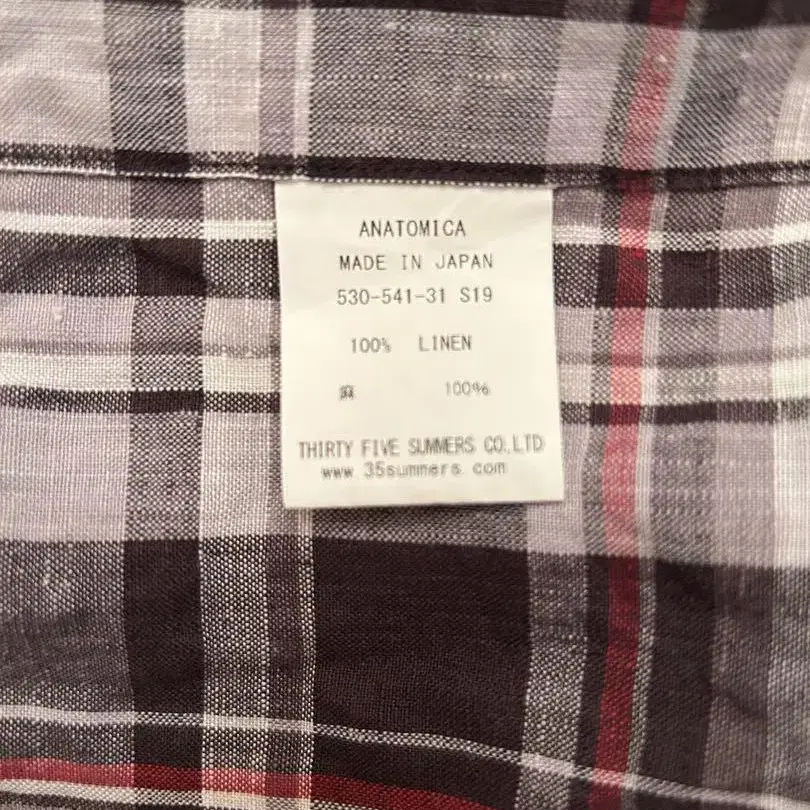 ANATOMICA
MADE IN JAPAN
530-541-31 S19
100% LINEN
麻 100%
THIRTY FIVE SUMMERS CO.,LTD
www.35summers.com